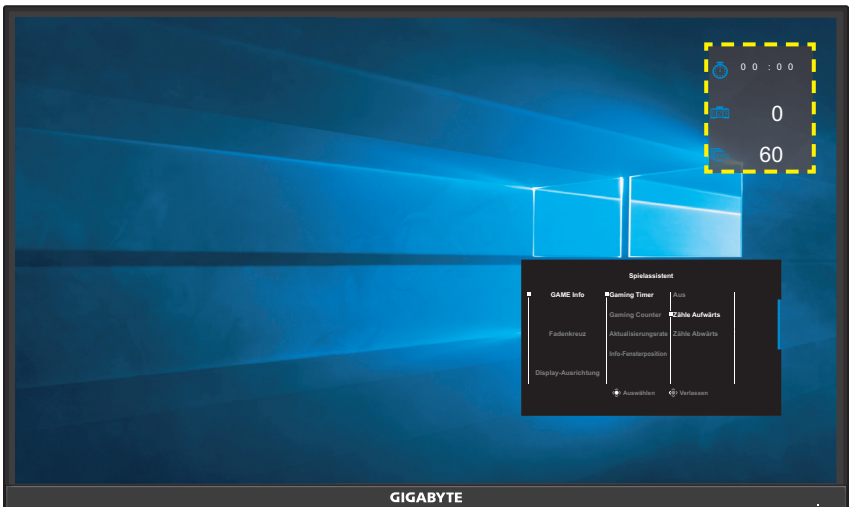 00 :00
0
60
Spielassistent
GAME Info Gaming Timer Aus
Gaming Counter Zähle Aufwärts
Fadenkreuz Aktualisierungsrate Zähle Abwärts
Info-Fensterposition
Display-Ausrichtung
Auswählen Verlassen
GIGABYTE